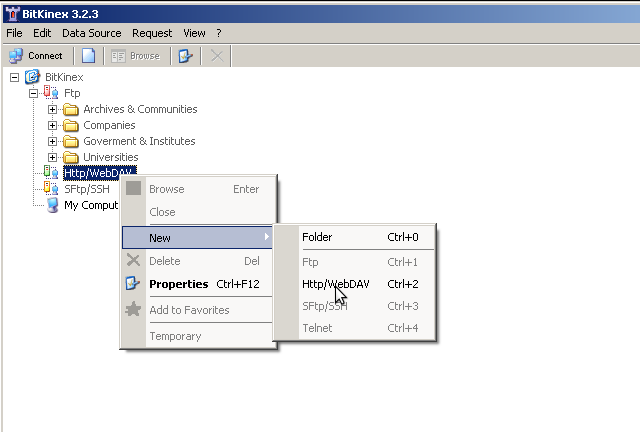 BitKinex 3.2.3
File Edit Data Source Request View ?
Connect Browse
BitKinex
Ftp
Archives & Communities
Companies
Goverment & Institutes
Universities
Http/WebDAV
SFtp/SSH
My Comput
Browse Enter
Close
New
Delete Del
Properties Ctrl+F12
Add to Favorites
Temporary
Folder Ctrl+0
Ftp Ctrl+1
Http/WebDAV Ctrl+2
SFtp/SSH Ctrl+3
Telnet Ctrl+4